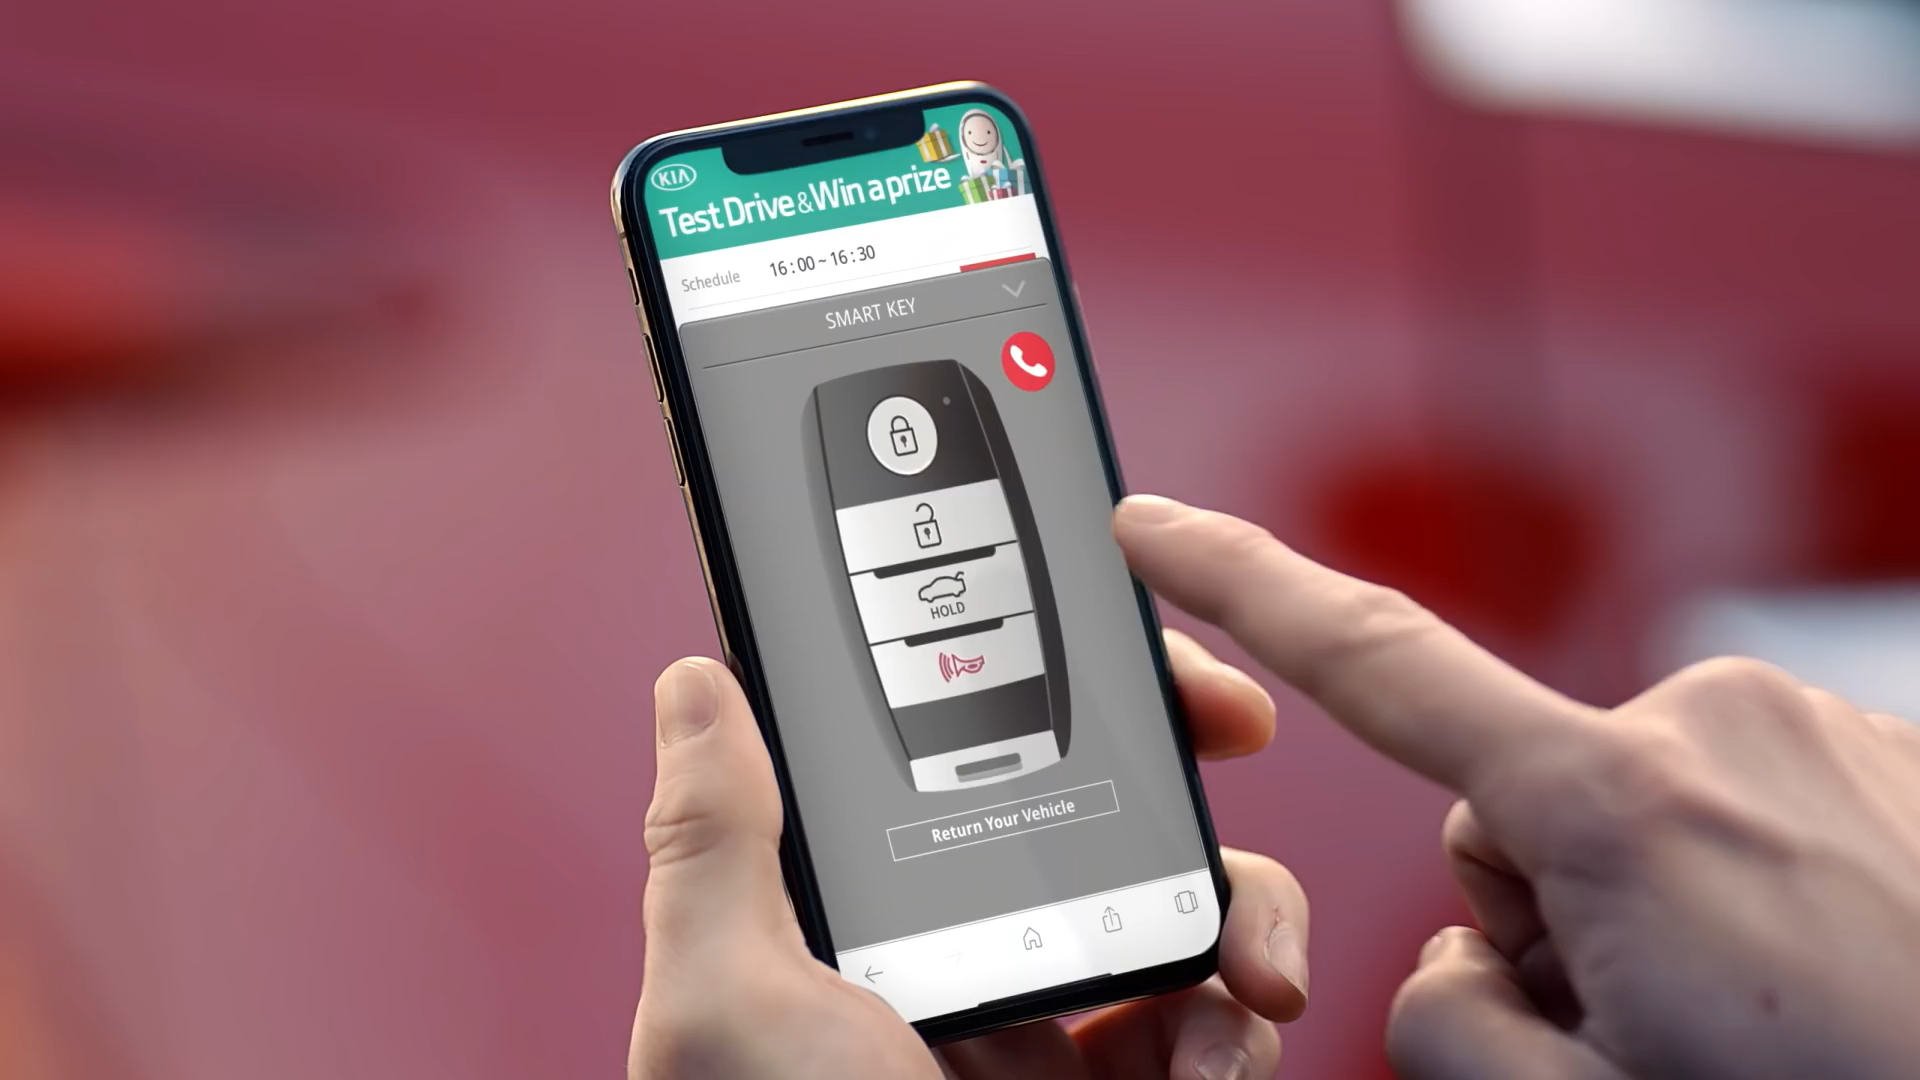 KIA
Test Drive & Win a prize
Schedule 16:00 ~ 16:30
SMART KEY
HOLD
Return Your Vehicle